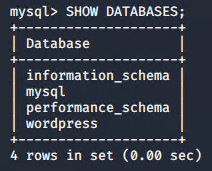 mysql> SHOW DATABASES;
+--------------------+
| Database           |
+--------------------+
| information_schema |
| mysql              |
| performance_schema |
| wordpress          |
+--------------------+
4 rows in set (0.00 sec)